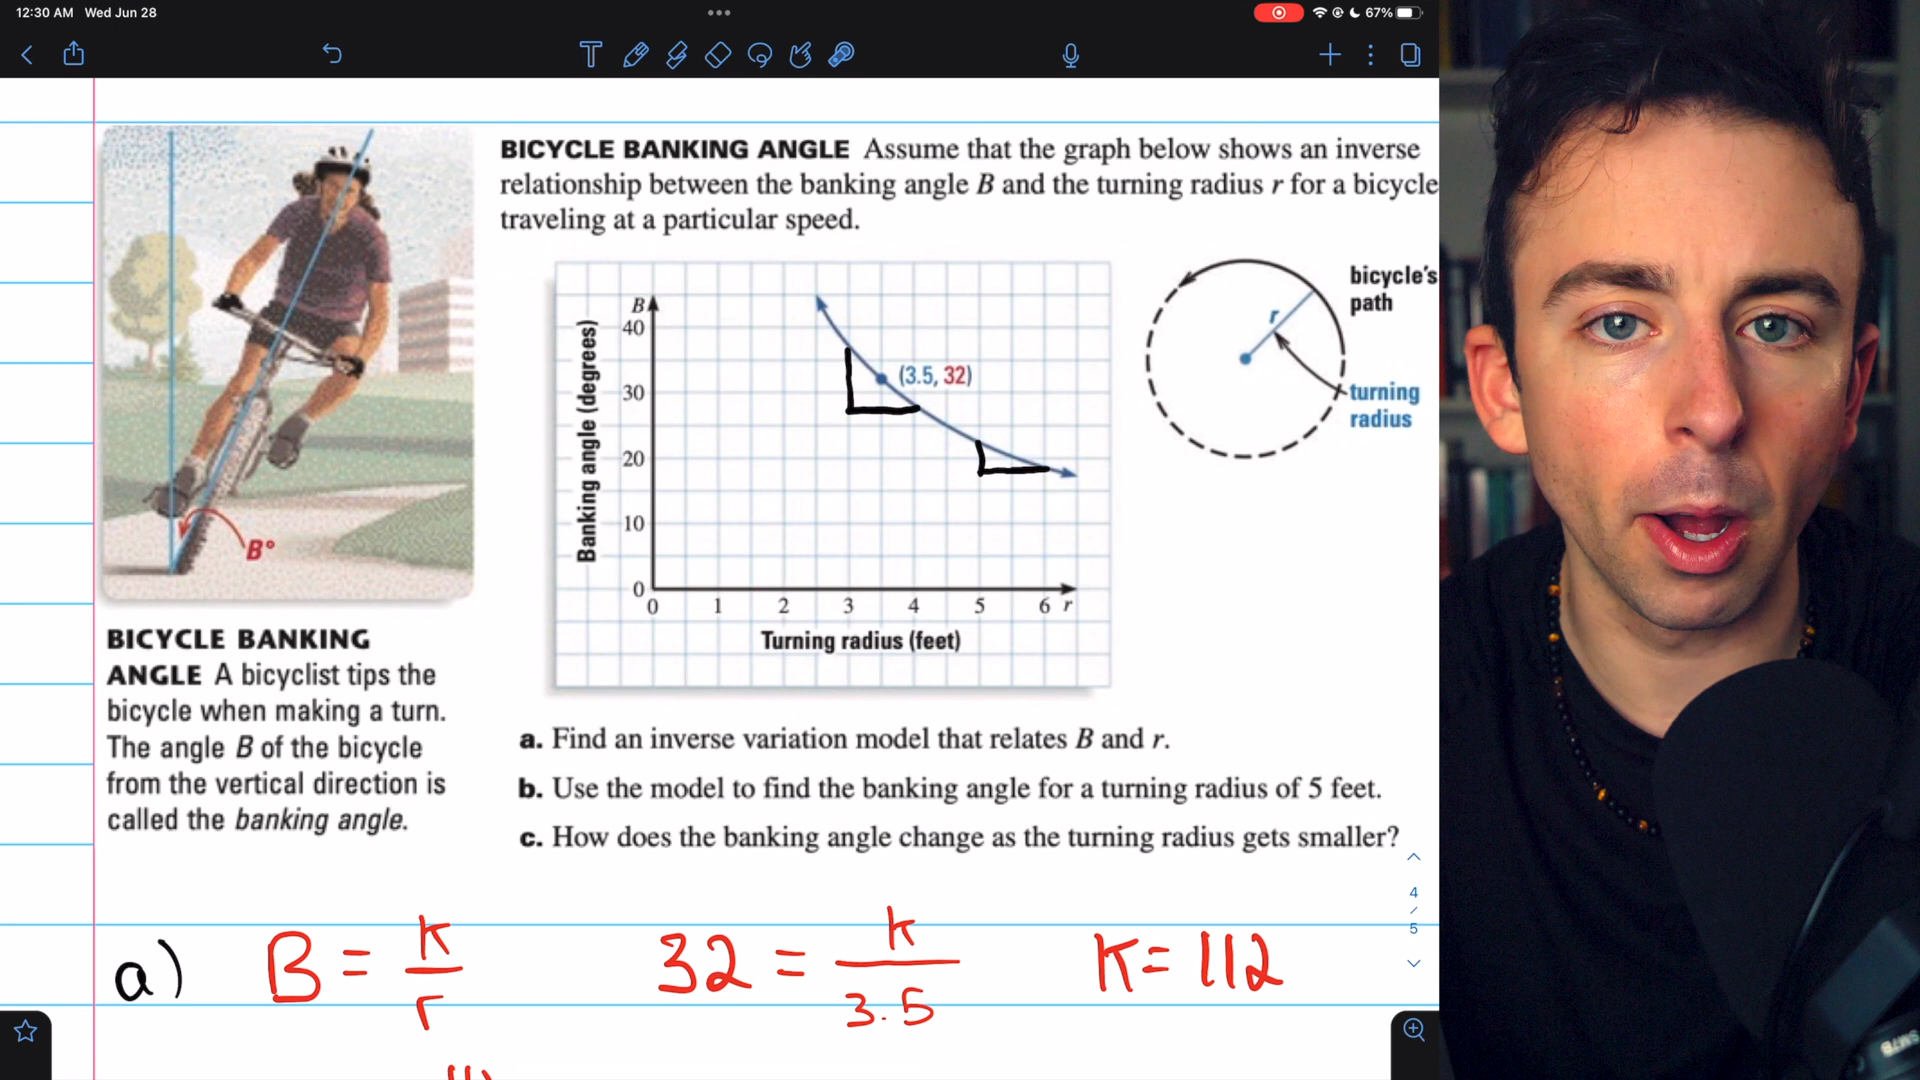 12:30 AM Wed Jun 28
67%
BICYCLE BANKING ANGLE Assume that the graph below shows an inverse
relationship between the banking angle B and the turning radius r for a bicycle
traveling at a particular speed.
B°
BICYCLE BANKING
ANGLE A bicyclist tips the
bicycle when making a turn.
The angle B of the bicycle
from the vertical direction is
called the banking angle.
B
40
30
20
10
0
Banking angle (degrees)
(3.5, 32)
0 1 2 3 4 5 6 r
Turning radius (feet)
bicycle's
path
r
turning
radius
a. Find an inverse variation model that relates B and r.
b. Use the model to find the banking angle for a turning radius of 5 feet.
c. How does the banking angle change as the turning radius gets smaller?
4
/
5
a) B = k/r 32 = k/3.5 K = 112
SM7B